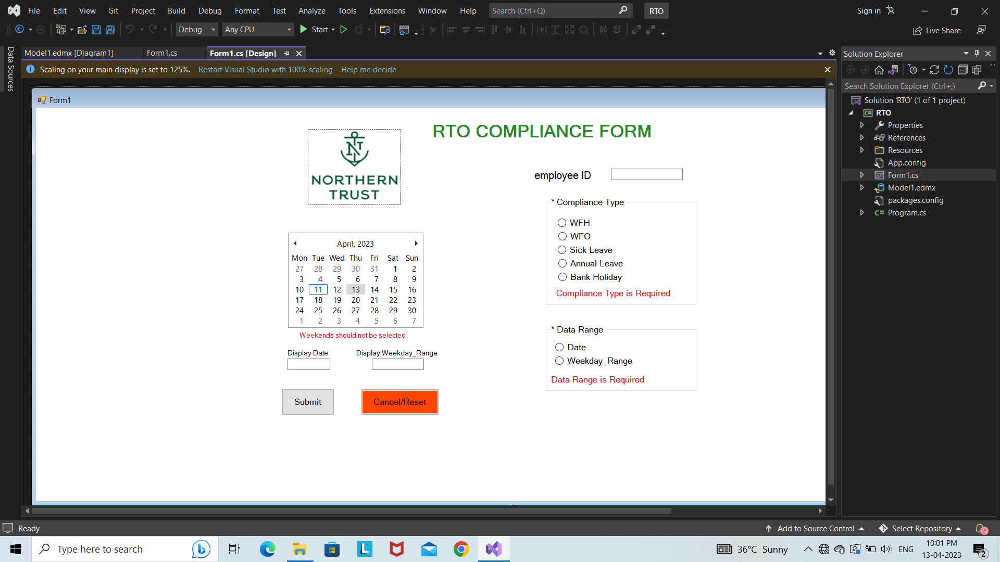 File Edit View Git Project Build Debug Format Test Analyze Tools Extensions Window Help Search (Ctrl+Q) RTO Sign in
Debug Any CPU Start Live Share
Data Sources
Model1.edmx [Diagram1] Form1.cs Form1.cs [Design]
Scaling on your main display is set to 125%. Restart Visual Studio with 100% scaling Help me decide
Form1
RTO COMPLIANCE FORM
NT
NORTHERN
TRUST
employee ID
* Compliance Type
WFH
WFO
Sick Leave
Annual Leave
Bank Holiday
Compliance Type is Required
April, 2023
Mon Tue Wed Thu Fri Sat Sun
27 28 29 30 31 1 2
3 4 5 6 7 8 9
10 11 12 13 14 15 16
17 18 19 20 21 22 23
24 25 26 27 28 29 30
1 2 3 4 5 6 7
Weekends should not be selected
* Data Range
Date
Weekday_Range
Data Range is Required
Display Date Display Weekday_Range
Submit Cancel/Reset
Solution Explorer
Search Solution Explorer (Ctrl+;)
Solution 'RTO' (1 of 1 project)
C# RTO
Properties
References
Resources
App.config
Form1.cs
Model1.edmx
packages.config
C# Program.cs
Ready Add to Source Control Select Repository 2
Type here to search L 36°C Sunny ENG 10:01 PM
13-04-2023 2